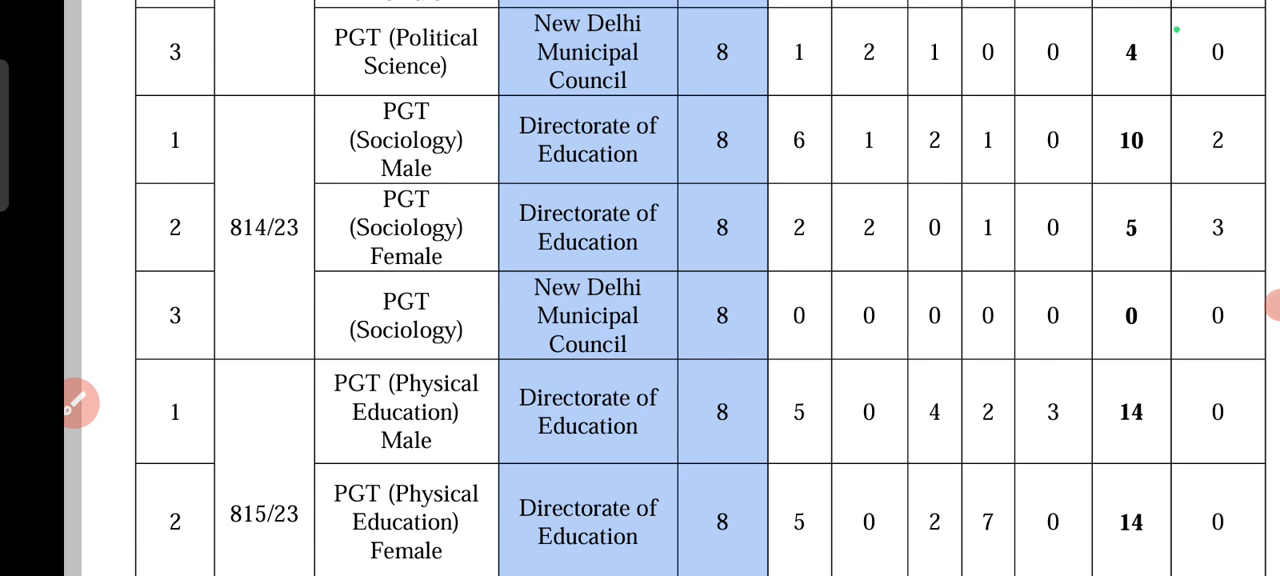 3 PGT (Political Science) New Delhi Municipal Council 8 1 2 1 0 0 4 0
1 814/23 PGT (Sociology) Male Directorate of Education 8 6 1 2 1 0 10 2
2 PGT (Sociology) Female Directorate of Education 8 2 2 0 1 0 5 3
3 PGT (Sociology) New Delhi Municipal Council 8 0 0 0 0 0 0 0
1 815/23 PGT (Physical Education) Male Directorate of Education 8 5 0 4 2 3 14 0
2 PGT (Physical Education) Female Directorate of Education 8 5 0 2 7 0 14 0